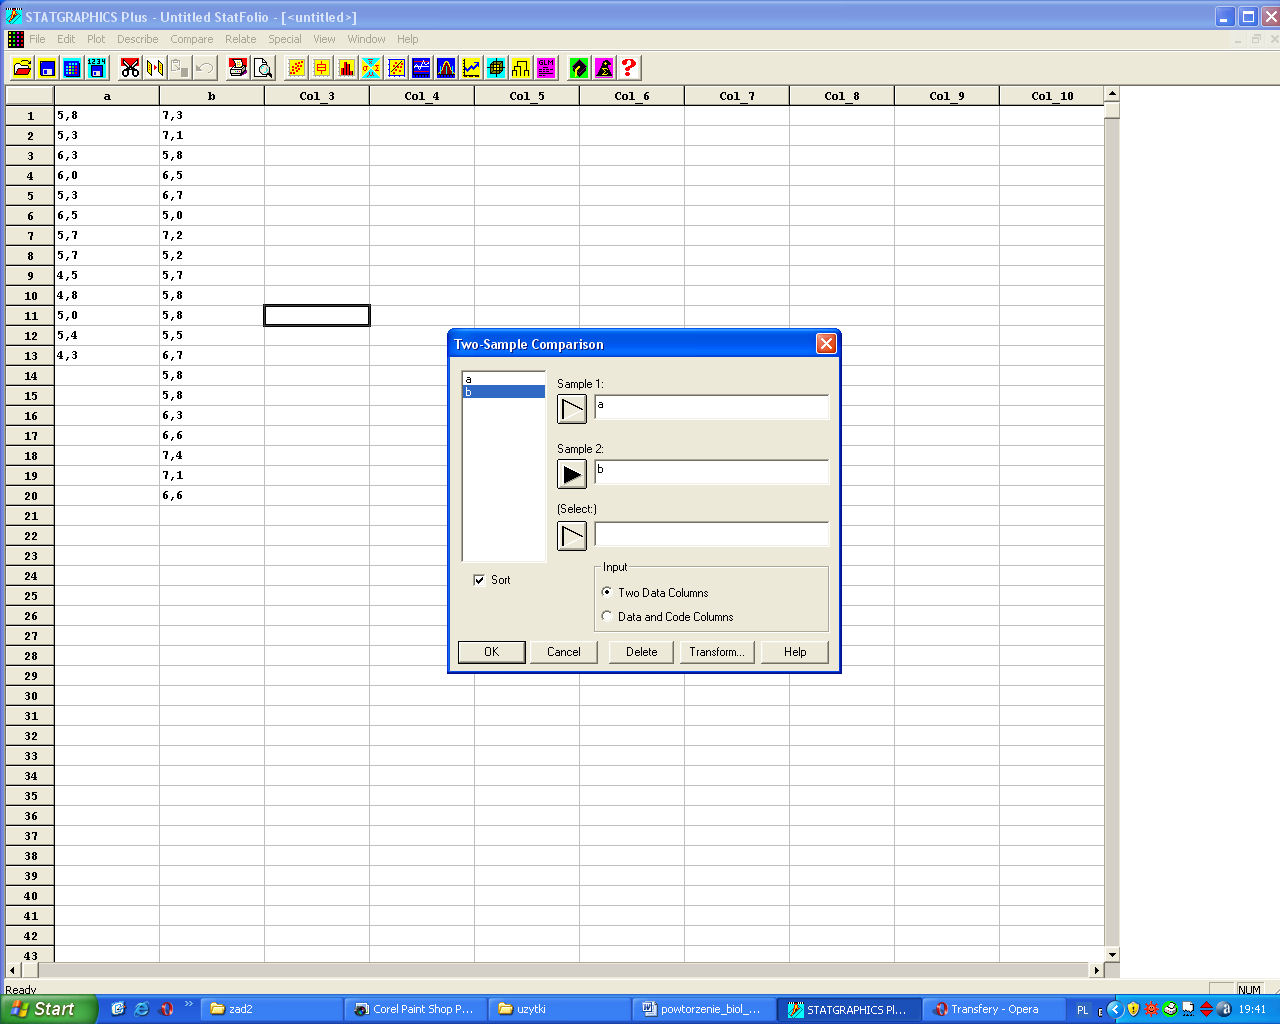 STATGRAPHICS Plus - Untitled StatFolio - [<untitled>]
File Edit Plot Describe Compare Relate Special View Window Help
1234
GLM
a b Col_3 Col_4 Col_5 Col_6 Col_7 Col_8 Col_9 Col_10
1 5,8 7,3
2 5,3 7,1
3 6,3 5,8
4 6,0 6,5
5 5,3 6,7
6 6,5 5,0
7 5,7 7,2
8 5,7 5,2
9 4,5 5,7
10 4,8 5,8
11 5,0 5,8
12 5,4 5,5
13 4,3 6,7
14 5,8
15 5,8
16 6,3
17 6,6
18 7,4
19 7,1
20 6,6
21
22
23
24
25
26
27
28
29
30
31
32
33
34
35
36
37
38
39
40
41
42
43
Two-Sample Comparison
a
b
Sample 1:
a
Sample 2:
b
(Select:)
Sort
Input
Two Data Columns
Data and Code Columns
OK Cancel Delete Transform... Help
Ready
NUM
Start
zad2
Corel Paint Shop P...
uzytki
powtorzenie_biol_...
STATGRAPHICS Pl...
Transfery - Opera
PL
19:41